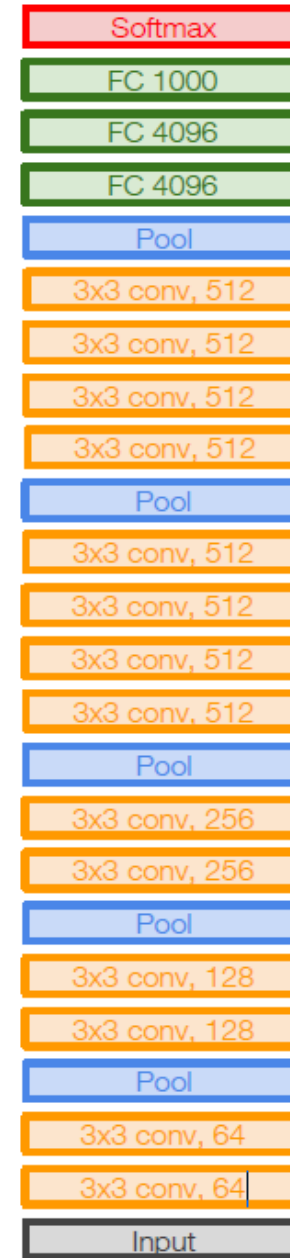 Softmax
FC 1000
FC 4096
FC 4096
Pool
3x3 conv, 512
3x3 conv, 512
3x3 conv, 512
3x3 conv, 512
Pool
3x3 conv, 512
3x3 conv, 512
3x3 conv, 512
3x3 conv, 512
Pool
3x3 conv, 256
3x3 conv, 256
Pool
3x3 conv, 128
3x3 conv, 128
Pool
3x3 conv, 64
3x3 conv, 64
Input